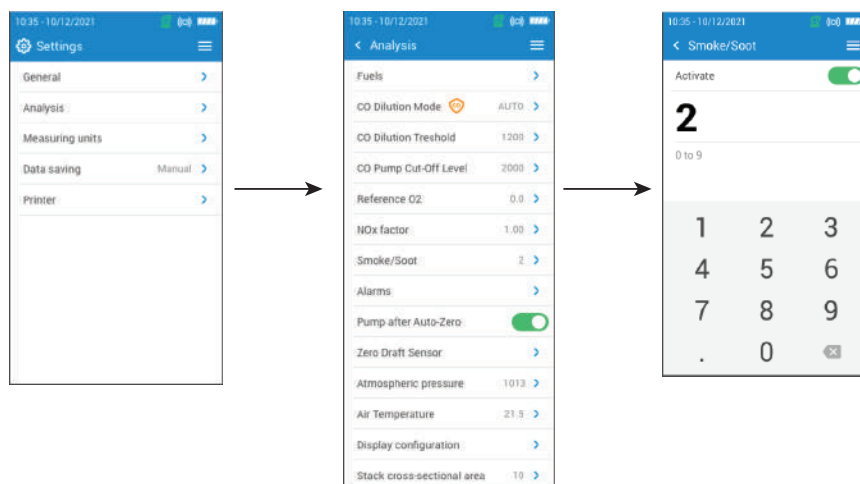 10:35 - 10/12/2021
Settings
General
Analysis
Measuring units
Data saving Manual
Printer
10:35 - 10/12/2021
Analysis
Fuels
CO Dilution Mode CO AUTO
CO Dilution Treshold 1200
CO Pump Cut-Off Level 2000
Reference O2 0.0
NOx factor 1.00
Smoke/Soot 2
Alarms
Pump after Auto-Zero
Zero Draft Sensor
Atmospheric pressure 1013
Air Temperature 21.5
Display configuration
Stack cross-sectional area 10
10:35 - 10/12/2021
Smoke/Soot
Activate
2
0 to 9
1 2 3
4 5 6
7 8 9
. 0